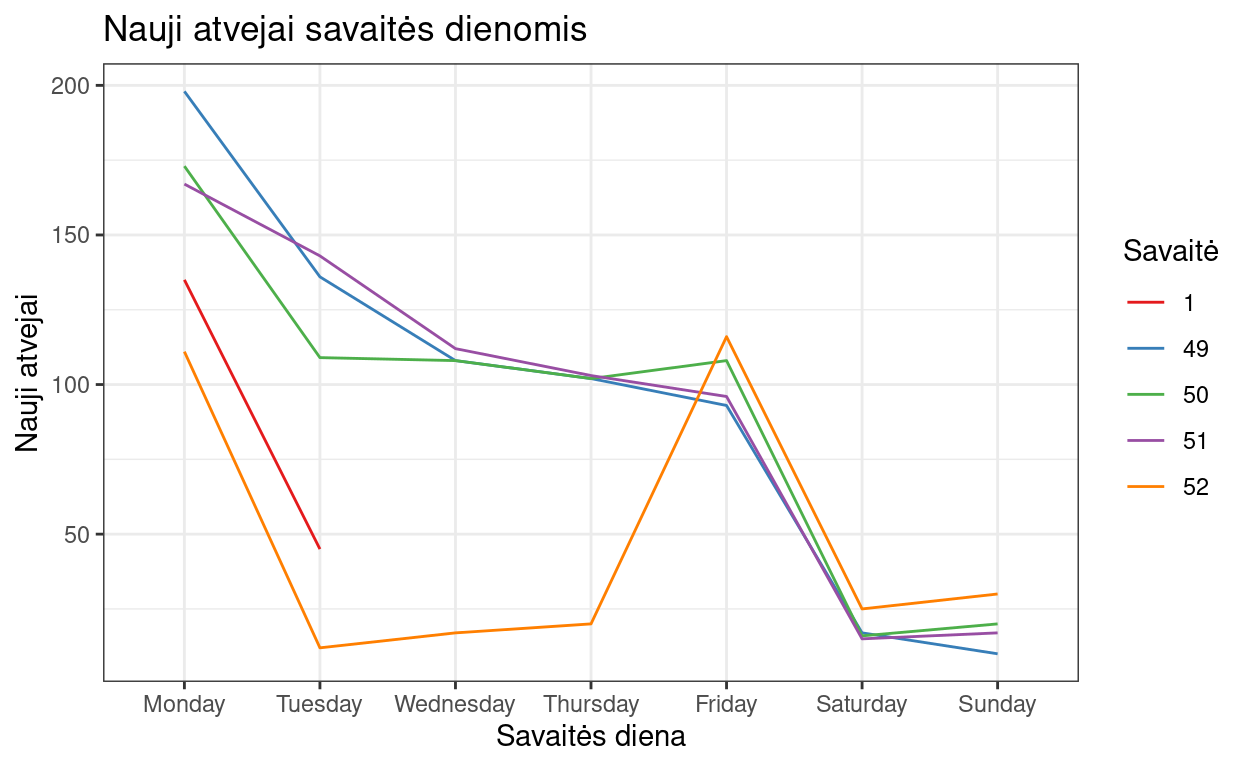 Nauji atvejai savaitės dienomis
Nauji atvejai
200
150
100
50
Monday Tuesday Wednesday Thursday Friday Saturday Sunday
Savaitės diena
Savaitė
1
49
50
51
52